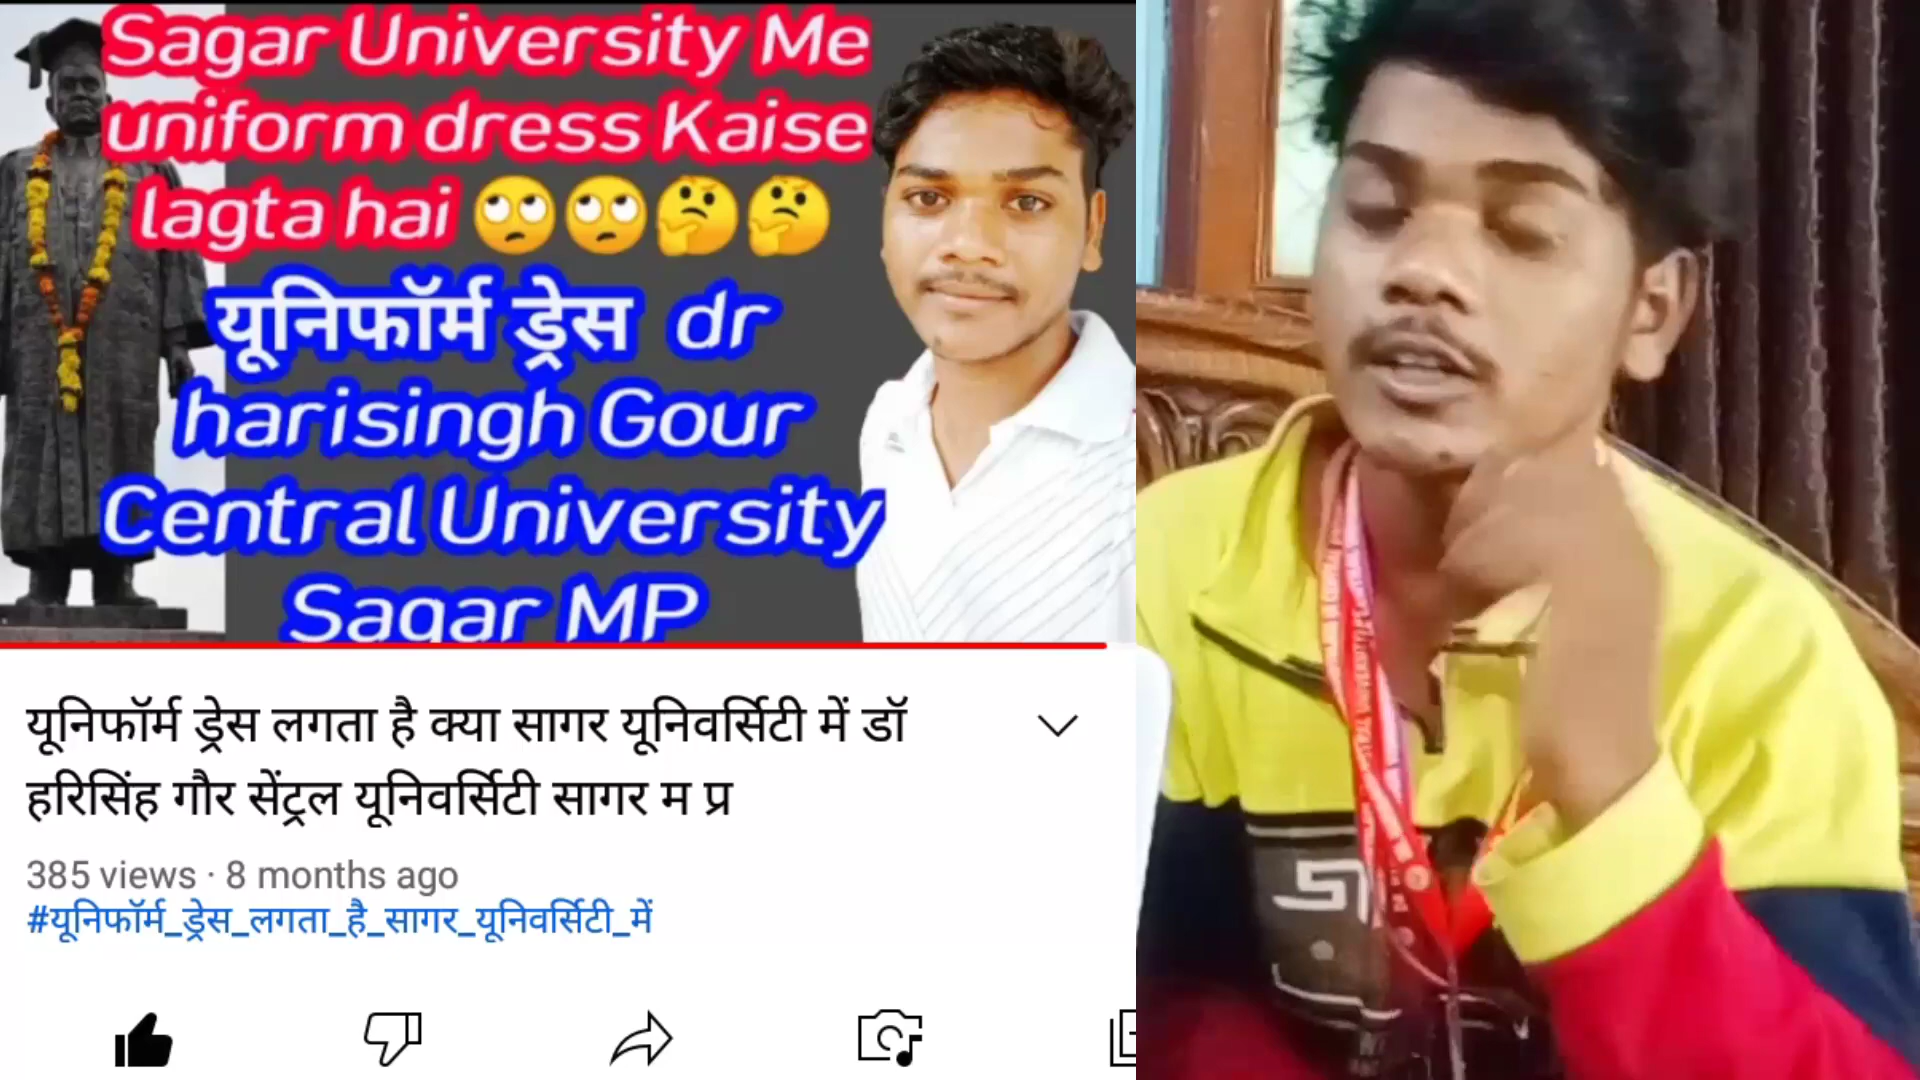 Sagar University Me
uniform dress Kaise
lagta hai 🙄🙄🤔🤔
यूनिफॉर्म ड्रेस dr
harisingh Gour
Central University
Sagar MP
यूनिफॉर्म ड्रेस लगता है क्या सागर यूनिवर्सिटी में डॉ
हरिसिंह गौर सेंट्रल यूनिवर्सिटी सागर म प्र
385 views · 8 months ago
#यूनिफॉर्म_ड्रेस_लगता_है_सागर_यूनिवर्सिटी_में